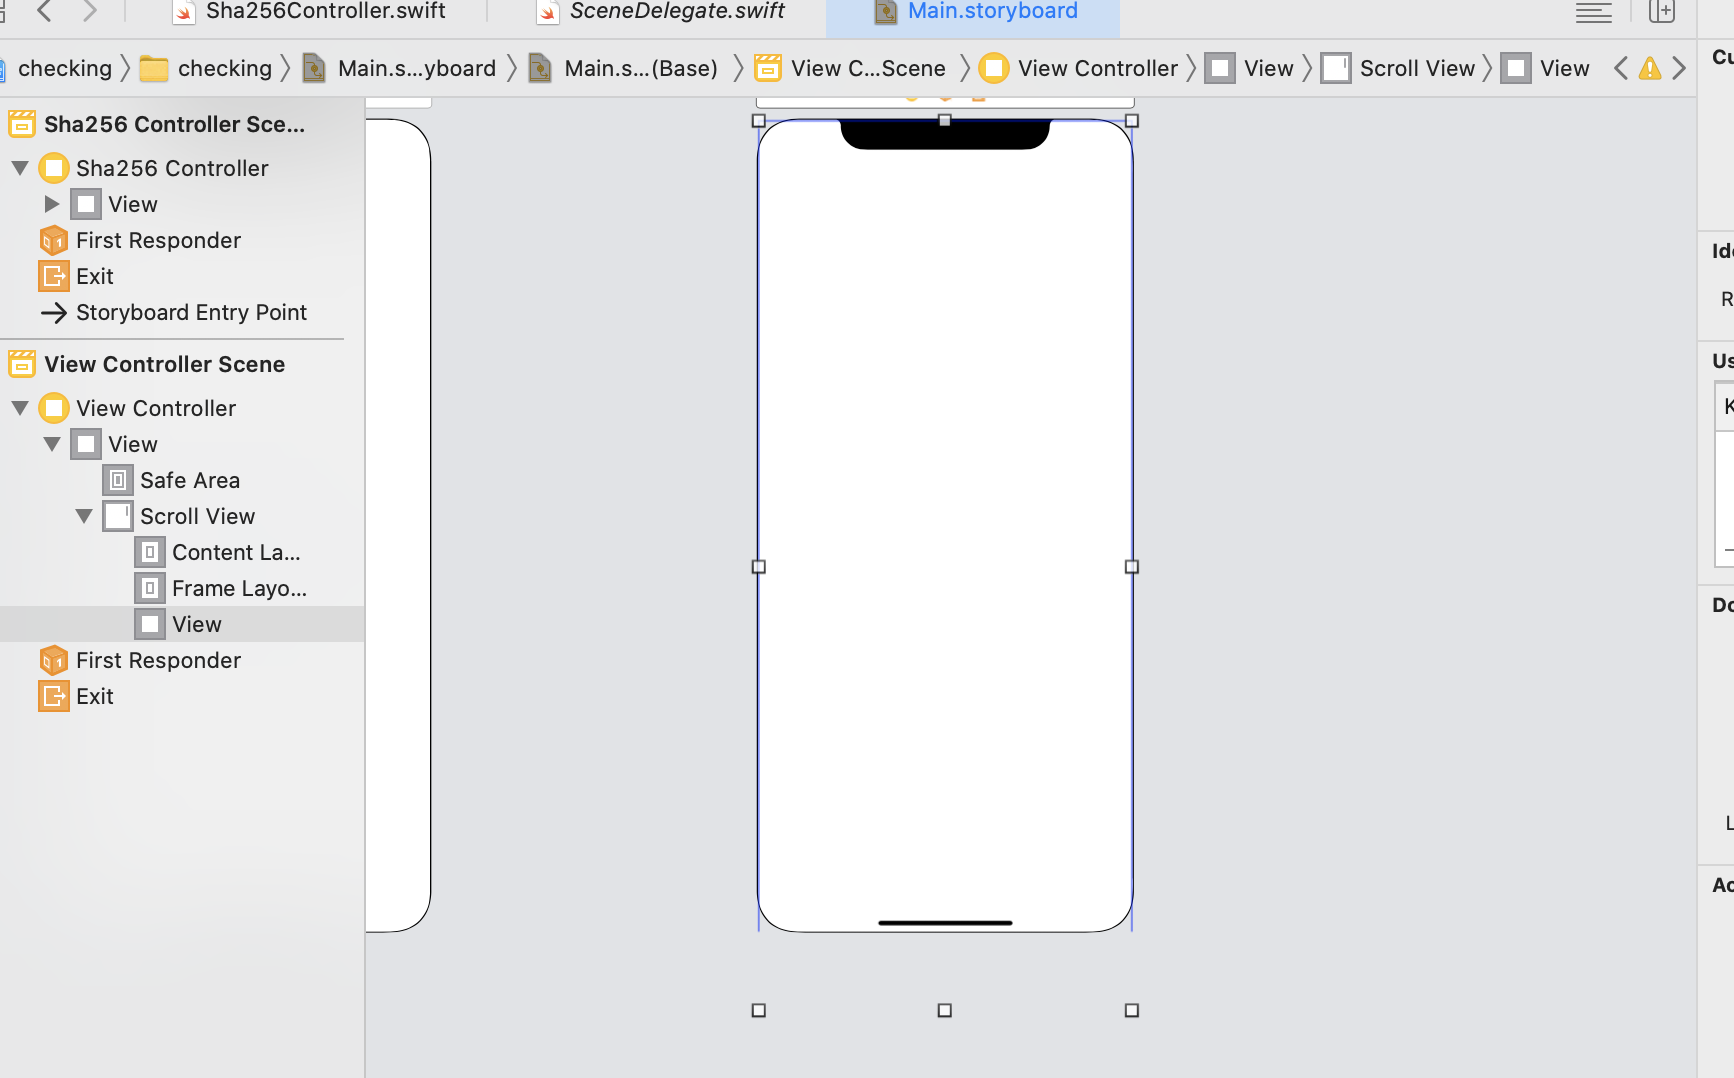 Sha256Controller.swift
SceneDelegate.swift
Main.storyboard
checking
checking
Main.s...yboard
Main.s...(Base)
View C...Scene
View Controller
View
Scroll View
View
Sha256 Controller Sce...
Sha256 Controller
View
First Responder
Exit
Storyboard Entry Point
View Controller Scene
View Controller
View
Safe Area
Scroll View
Content La...
Frame Layo...
View
First Responder
Exit
Cu
Ide
R
Us
K
Do
L
Ac